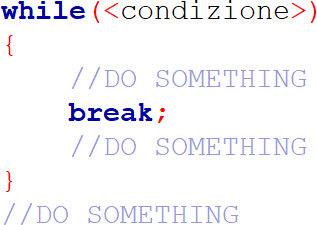 while(<condizione>)
{
//DO SOMETHING
break;
//DO SOMETHING
}
//DO SOMETHING